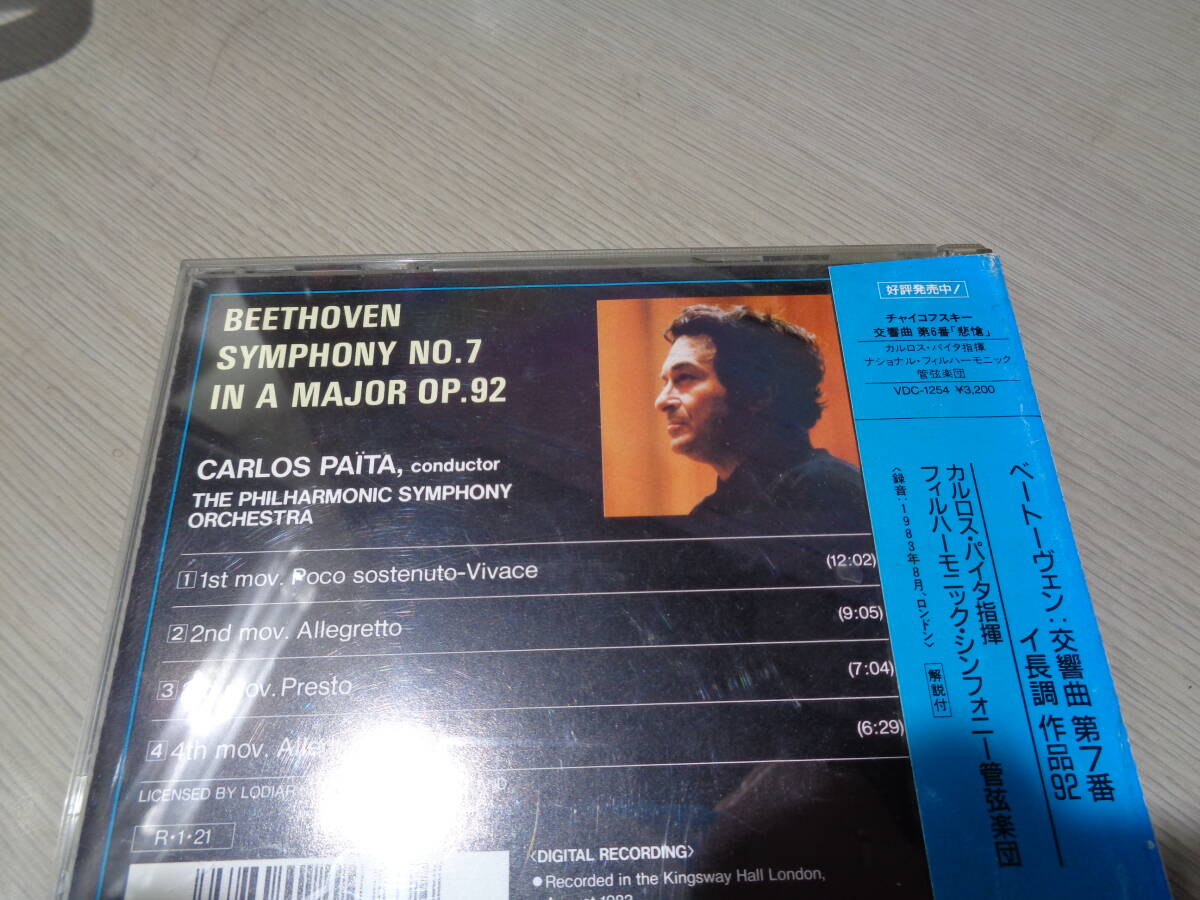 BEETHOVEN
SYMPHONY NO.7
IN A MAJOR OP.92
CARLOS PAÏTA, conductor
THE PHILHARMONIC SYMPHONY
ORCHESTRA
1 1st mov. Poco sostenuto-Vivace (12:02)
2 2nd mov. Allegretto (9:05)
3 mov. Presto (7:04)
4 4th mov. (6:29)
LICENSED BY LODIA
R・1・21
〈DIGITAL RECORDING〉
●Recorded in the Kingsway Hall London,
August 1983
好評発売中!
チャイコフスキー
交響曲 第6番「悲愴」
カルロス・パイタ指揮
ナショナル・フィルハーモニック
管弦楽団
VDC-1254 ¥3,200
ベートーヴェン:交響曲 第7番
イ長調 作品92
カルロス・パイタ指揮
フィルハーモニック・シンフォニー管弦楽団
〈録音:1983年8月、ロンドン〉 解説付